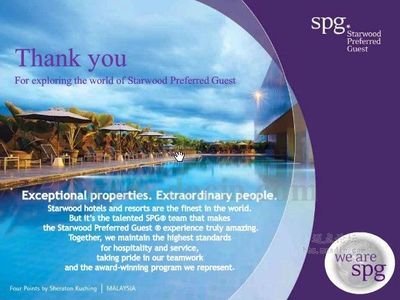 spg®
Starwood
Preferred
Guest
Thank you
For exploring the world of Starwood Preferred Guest
Exceptional properties. Extraordinary people.
Starwood hotels and resorts are the finest in the world.
But it's the talented SPG® team that makes
the Starwood Preferred Guest ® experience truly amazing.
Together, we maintain the highest standards
for hospitality and service,
taking pride in our teamwork
and the award-winning program we represent.
we are
spg
Four Points by Sheraton Kuching | MALAYSIA